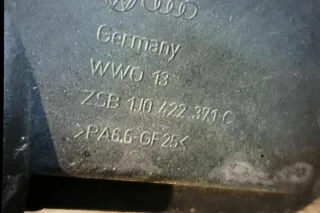 Germany
WWO 13
ZSB 1J0 422 371 C
>PA6.6-GF25<